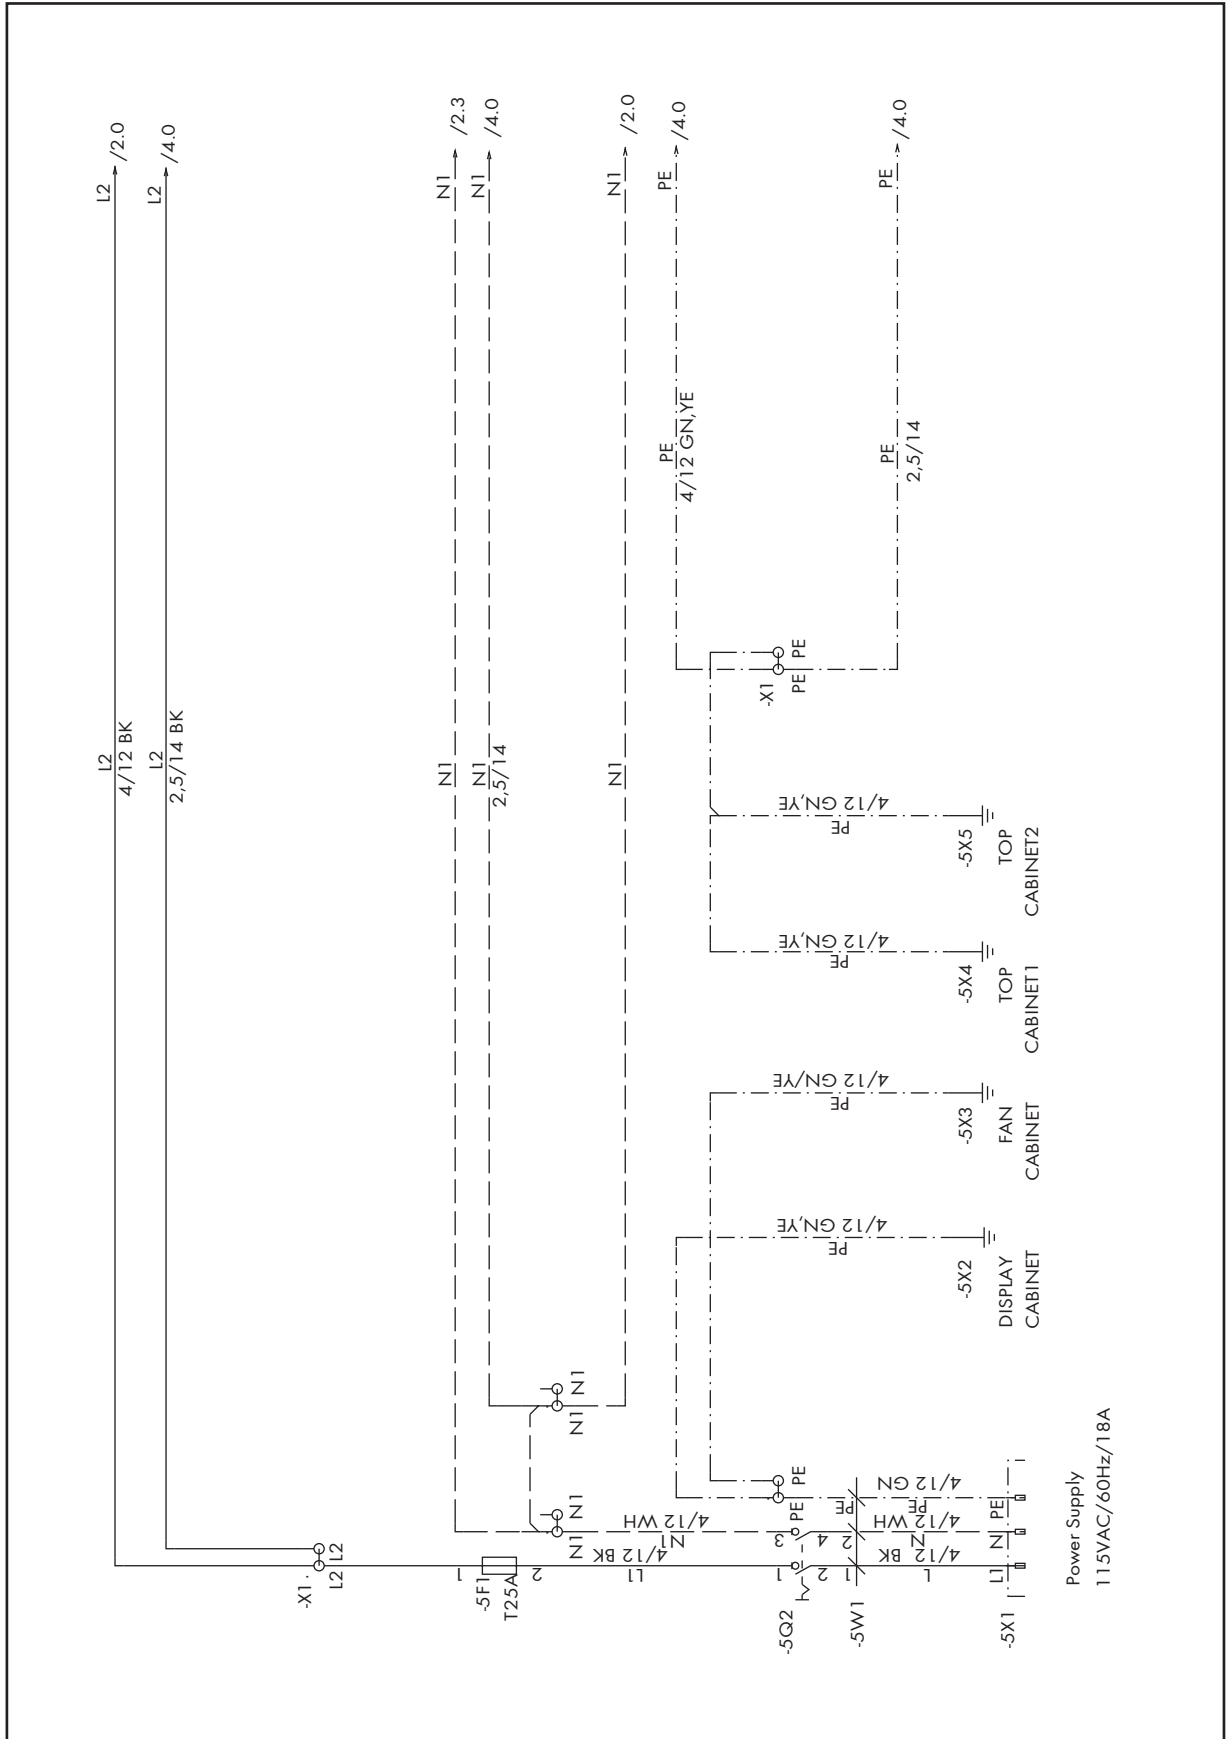 L2
L2
/2.0
4/12 BK
L2
L2
/4.0
2,5/14 BK
-X1.
L2
L2
N1
N1
/2.3
1
-5F1
2
T25A
N1
N1
/4.0
2,5/14
N1
N1
N1
N1
N1
N1
/2.0
L1
4/12 BK
N1
4/12 WH
PE
PE
/4.0
4/12 GN,YE
-X1
PE
PE
-5Q2
1
3
PE
PE
2
4
-5W1
1
2
PE
PE
4/12 GN,YE
PE
4/12 GN/YE
PE
4/12 GN,YE
PE
4/12 GN,YE
PE
PE
/4.0
2,5/14
L
4/12 BK
N
4/12 WH
PE
4/12 GN
-5X2
-5X3
-5X4
-5X5
-5X1
L1
N
PE
DISPLAY
CABINET
FAN
CABINET
TOP
CABINET1
TOP
CABINET2
Power Supply
115VAC/60Hz/18A